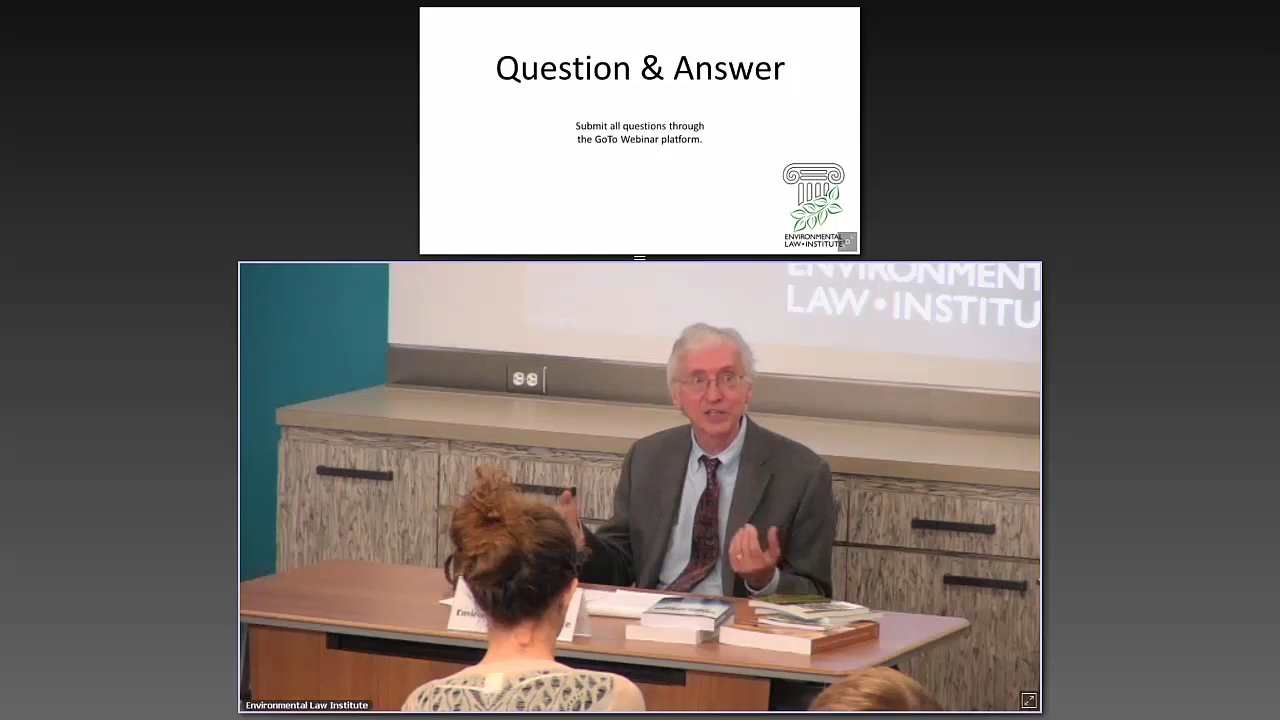 Question & Answer
Submit all questions through
the GoTo Webinar platform.
ENVIRONMENTAL
LAW•INSTITUTE
ENVIRONMENT
LAW•INSTITU
Environmental Law Institute